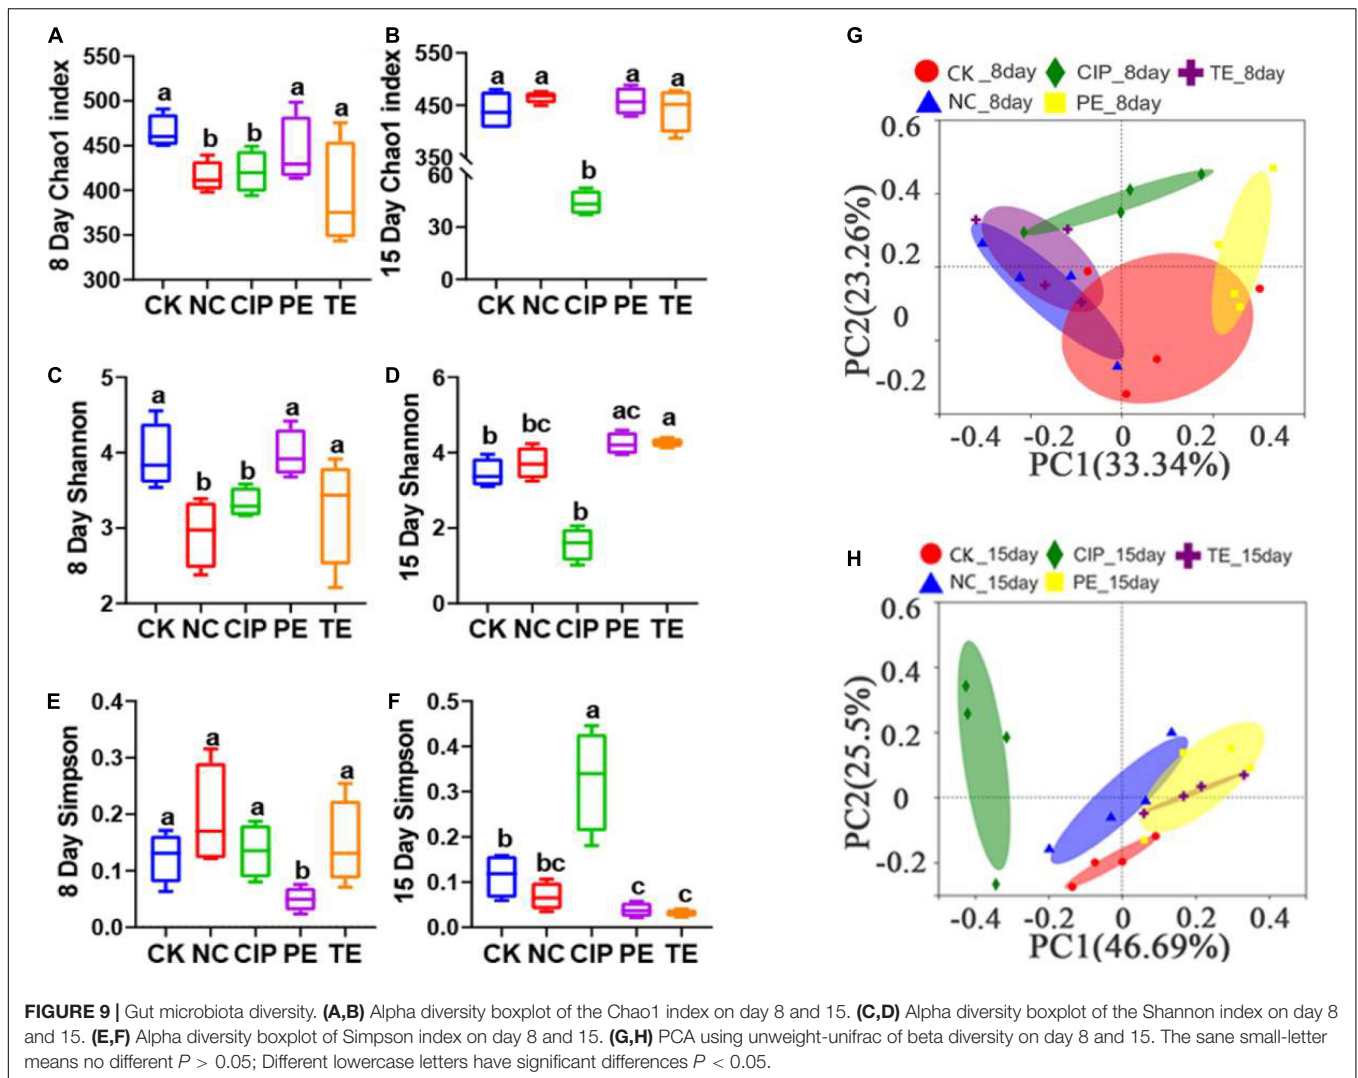 A
8 Day Chao1 index
550
500
450
400
350
300
a
b
b
a
a
CK NC CIP PE TE
B
15 Day Chao1 index
550
450
350
60
30
0
a
a
b
a
a
CK NC CIP PE TE
C
8 Day Shannon
5
4
3
2
a
b
b
a
a
CK NC CIP PE TE
D
15 Day Shannon
6
4
2
0
b
bc
b
ac
a
CK NC CIP PE TE
E
8 Day Simpson
0.4
0.3
0.2
0.1
0.0
a
a
a
b
a
CK NC CIP PE TE
F
15 Day Simpson
0.5
0.4
0.3
0.2
0.1
0.0
b
bc
a
c
c
CK NC CIP PE TE
G
CK_8day CIP_8day TE_8day
NC_8day PE_8day
PC2(23.26%)
0.6
0.4
0.2
0
-0.2
-0.4 -0.2 0 0.2 0.4
PC1(33.34%)
H
CK_15day CIP_15day TE_15day
NC_15day PE_15day
PC2(25.5%)
0.6
0.4
0.2
0
-0.2
-0.4 -0.2 0 0.2 0.4
PC1(46.69%)
FIGURE 9 | Gut microbiota diversity. (A,B) Alpha diversity boxplot of the Chao1 index on day 8 and 15. (C,D) Alpha diversity boxplot of the Shannon index on day 8
and 15. (E,F) Alpha diversity boxplot of Simpson index on day 8 and 15. (G,H) PCA using unweight-unifrac of beta diversity on day 8 and 15. The sane small-letter
means no different P > 0.05; Different lowercase letters have significant differences P < 0.05.